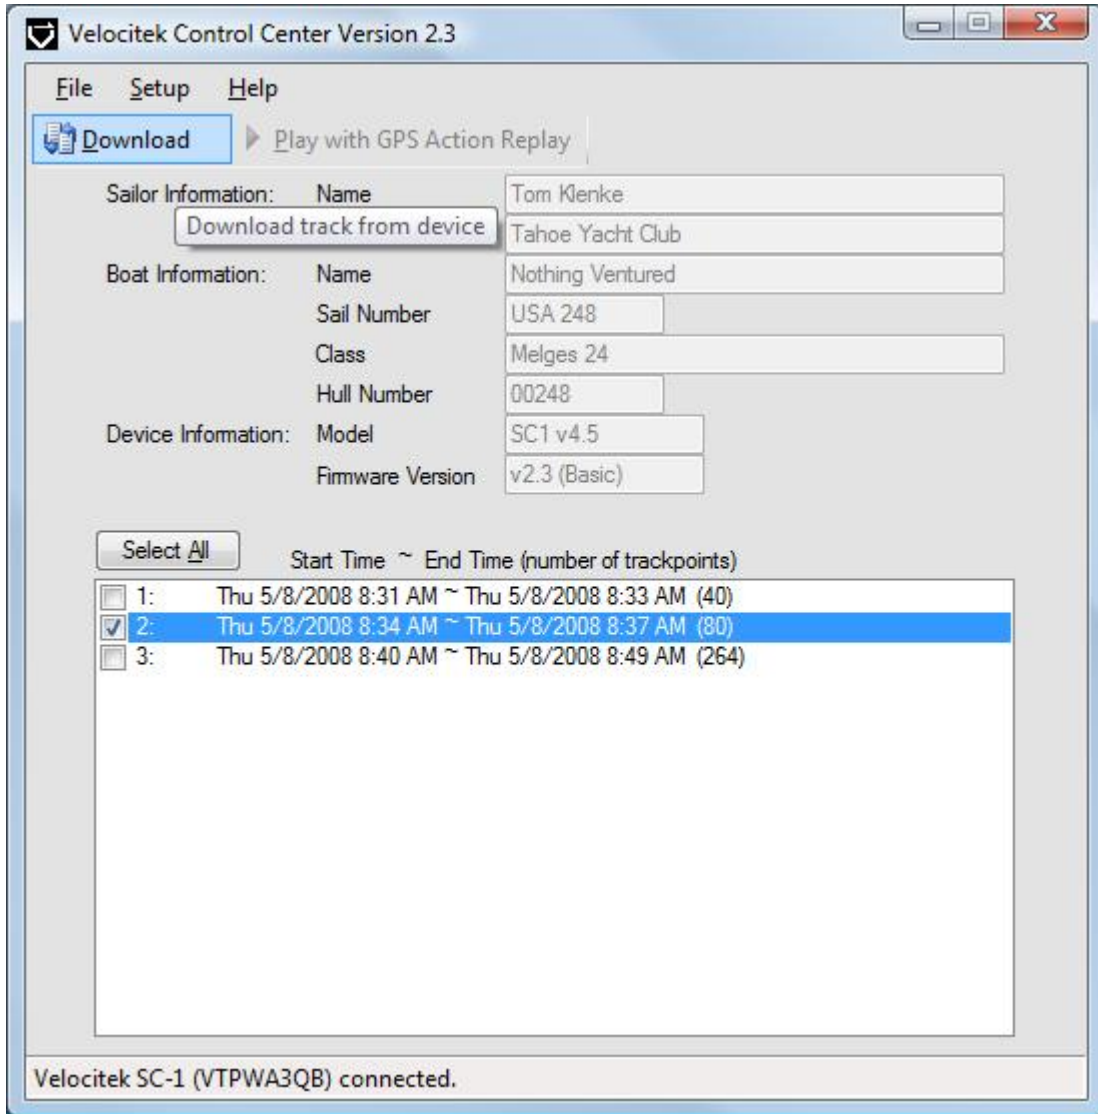 Velocitek Control Center Version 2.3
File Setup Help
Download Play with GPS Action Replay
Sailor Information: Name Tom Klenke
Download track from device Tahoe Yacht Club
Boat Information: Name Nothing Ventured
Sail Number USA 248
Class Melges 24
Hull Number 00248
Device Information: Model SC1 v4.5
Firmware Version v2.3 (Basic)
Select All Start Time ~ End Time (number of trackpoints)
1: Thu 5/8/2008 8:31 AM ~ Thu 5/8/2008 8:33 AM (40)
2: Thu 5/8/2008 8:34 AM ~ Thu 5/8/2008 8:37 AM (80)
3: Thu 5/8/2008 8:40 AM ~ Thu 5/8/2008 8:49 AM (264)
Velocitek SC-1 (VTPWA3QB) connected.